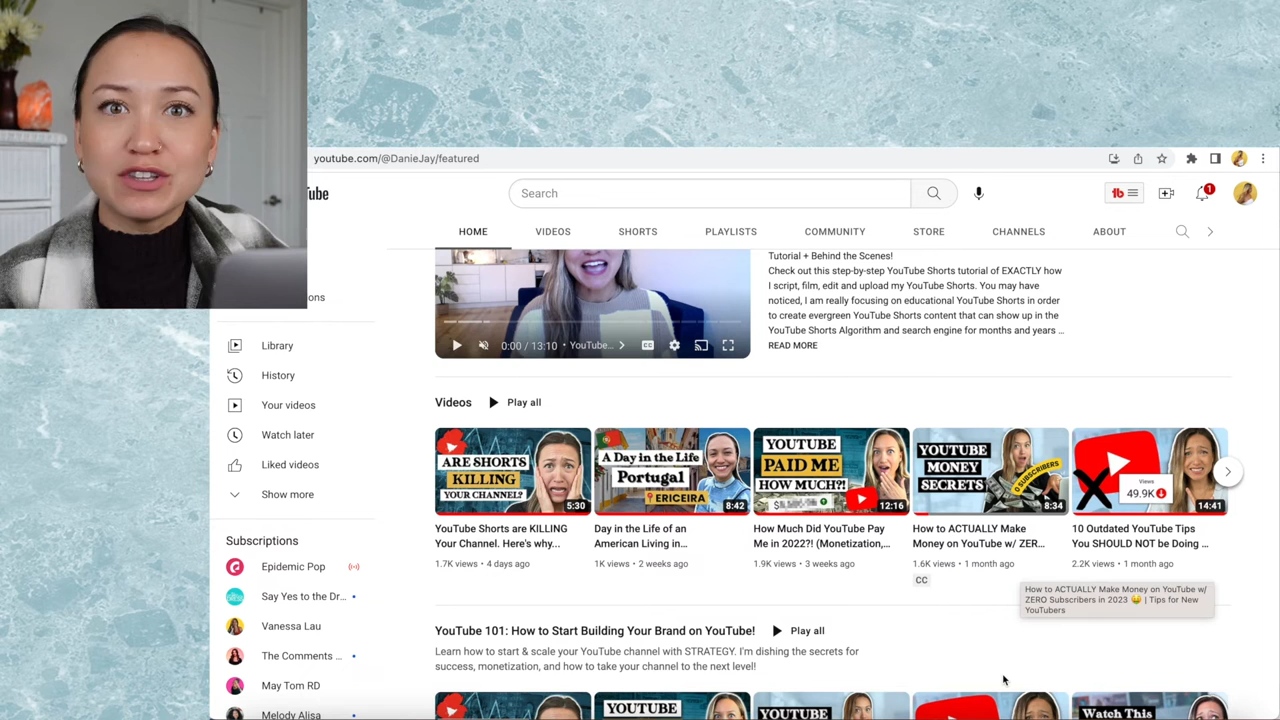 youtube.com/@DanieJay/featured
Tube
Search
1
HOME
VIDEOS
SHORTS
PLAYLISTS
COMMUNITY
STORE
CHANNELS
ABOUT
ons
Library
History
Your videos
Watch later
Liked videos
Show more
Subscriptions
Epidemic Pop
Say Yes to the Dr...
Vanessa Lau
The Comments ...
May Tom RD
Melody Alisa
0:00 / 13:10 • YouTube...
CC
Tutorial + Behind the Scenes!
Check out this step-by-step YouTube Shorts tutorial of EXACTLY how
I script, film, edit and upload my YouTube Shorts. You may have
noticed, I am really focusing on educational YouTube Shorts in order
to create evergreen YouTube Shorts content that can show up in the
YouTube Shorts Algorithm and search engine for months and years ...
READ MORE
Videos
Play all
ARE SHORTS
KILLING
YOUR CHANNEL?
5:30
YouTube Shorts are KILLING
Your Channel. Here's why...
1.7K views • 4 days ago
A Day in the Life
Portugal
ERICEIRA
8:42
Day in the Life of an
American Living in...
1K views • 2 weeks ago
YOUTUBE
PAID ME
HOW MUCH?!
12:16
How Much Did YouTube Pay
Me in 2022?! (Monetization,...
1.9K views • 3 weeks ago
YOUTUBE
MONEY
SECRETS
0 SUBSCRIBERS
8:34
How to ACTUALLY Make
Money on YouTube w/ ZER...
1.6K views • 1 month ago
CC
Views
49.9K
14:41
10 Outdated YouTube Tips
You SHOULD NOT be Doing ...
2.2K views • 1 month ago
How to ACTUALLY Make Money on YouTube w/
ZERO Subscribers in 2023 🤑 | Tips for New
YouTubers
YouTube 101: How to Start Building Your Brand on YouTube!
Play all
Learn how to start & scale your YouTube channel with STRATEGY. I'm dishing the secrets for
success, monetization, and how to take your channel to the next level!
ARE SHORTS
YOUTUBE
YOUTUBE
Watch This